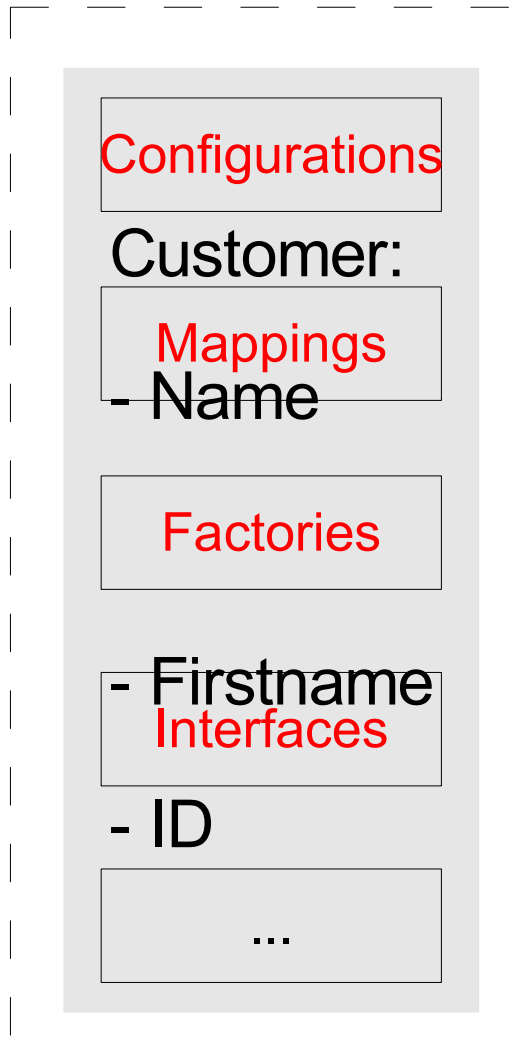 Configurations
Customer:
Mappings
- Name
Factories
- Firstname
Interfaces
- ID
...